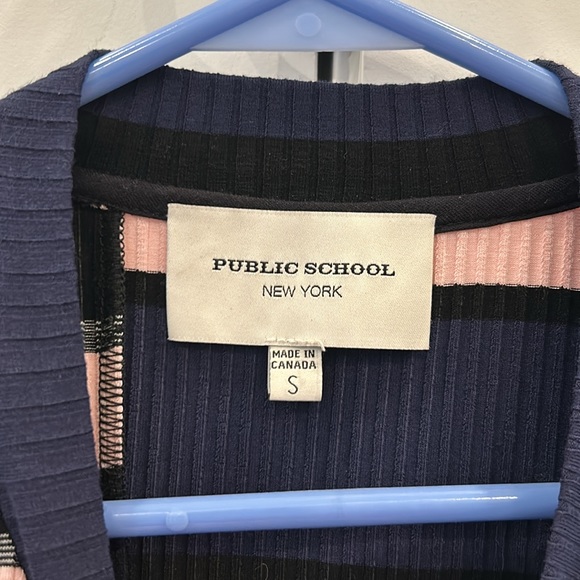 PUBLIC SCHOOL
NEW YORK
MADE IN
CANADA
S